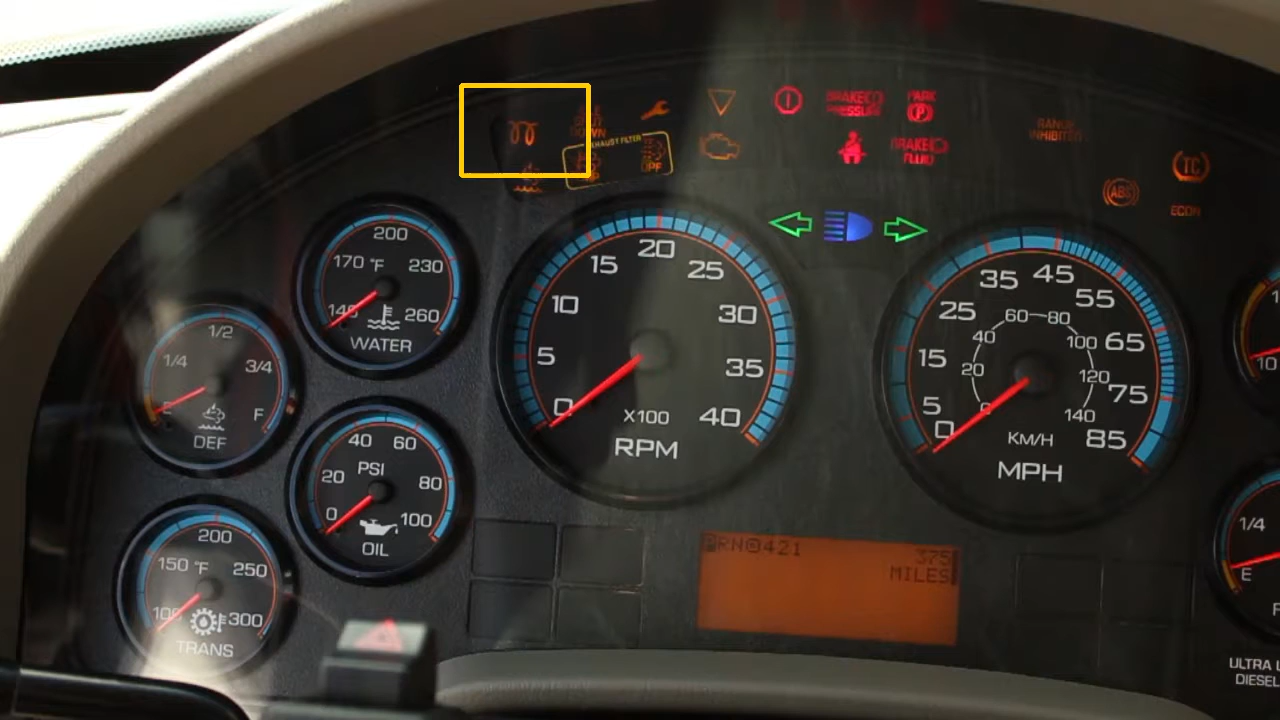 DOWN
EXHAUST FILTER
DPF
BRAKE
PRESSURE
PARK
P
BRAKE
FLUID
RANGE
INHIBITED
TC
ABS
ECON
200
170 °F 230
140 260
WATER
1/2
1/4 3/4
E F
DEF
40 60
PSI
20 80
0 100
OIL
200
150 °F 250
100 300
TRANS
20
15 25
10 30
5 35
0 40
X100
RPM
45
35 55
25 65
15 75
5 85
0
60 80
40 100
20 120
0 140
KM/H
MPH
PRN@421 375
MILES
10
1/4
E
ULTRA L
DIESEL